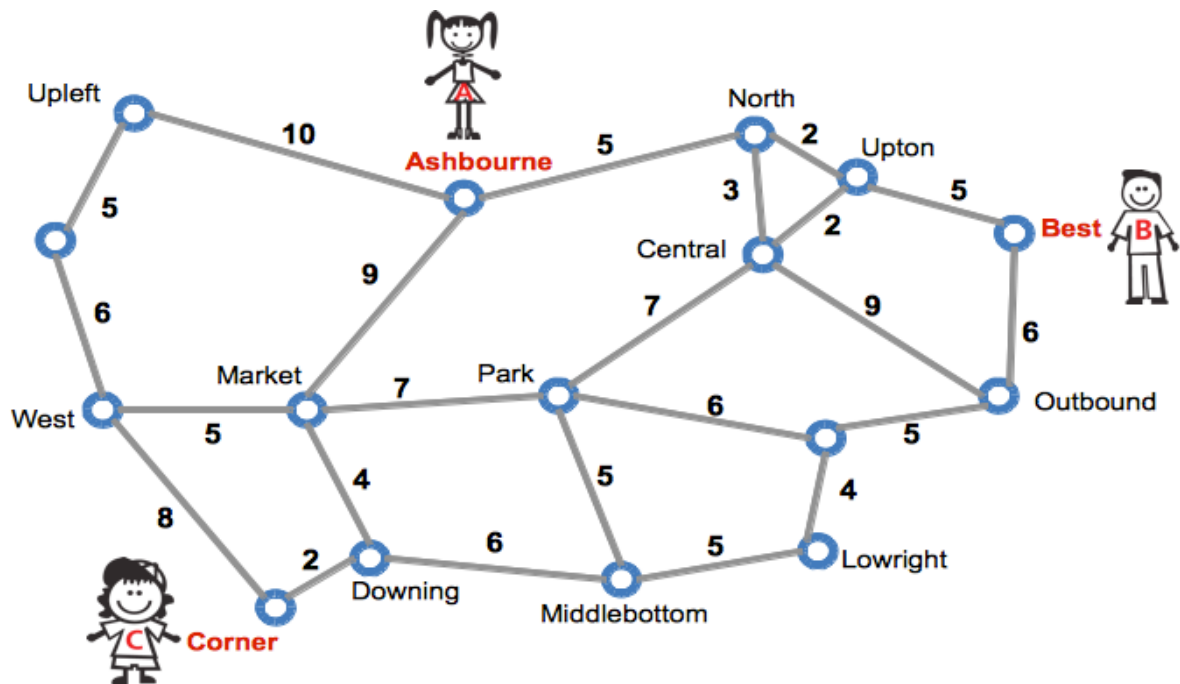 Upleft
10
A
Ashbourne
5
North
2
Upton
5
3
2
5
Best
B
Central
9
7
9
6
6
Market
7
Park
6
Outbound
West
5
5
4
5
4
8
6
5
2
Lowright
Downing
Middlebottom
C
Corner